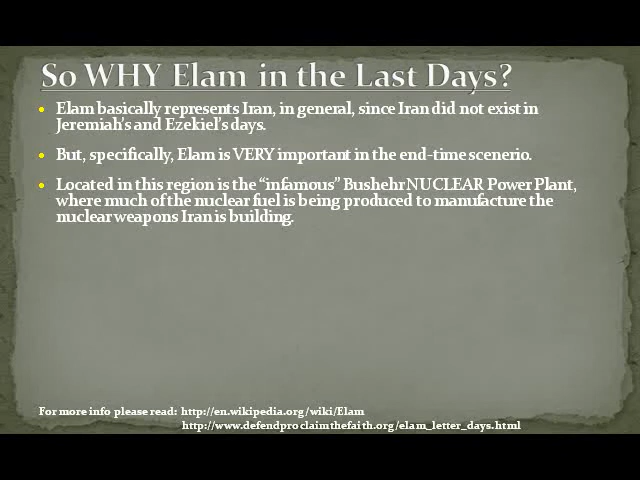 So WHY Elam in the Last Days?
Elam basically represents Iran, in general, since Iran did not exist in
Jeremiah's and Ezekiel's days.
But, specifically, Elam is VERY important in the end-time scenerio.
Located in this region is the “infamous” Bushehr NUCLEAR Power Plant,
where much of the nuclear fuel is being produced to manufacture the
nuclear weapons Iran is building.
For more info please read: http://en.wikipedia.org/wiki/Elam
http://www.defendproclaimthefaith.org/elam_letter_days.html